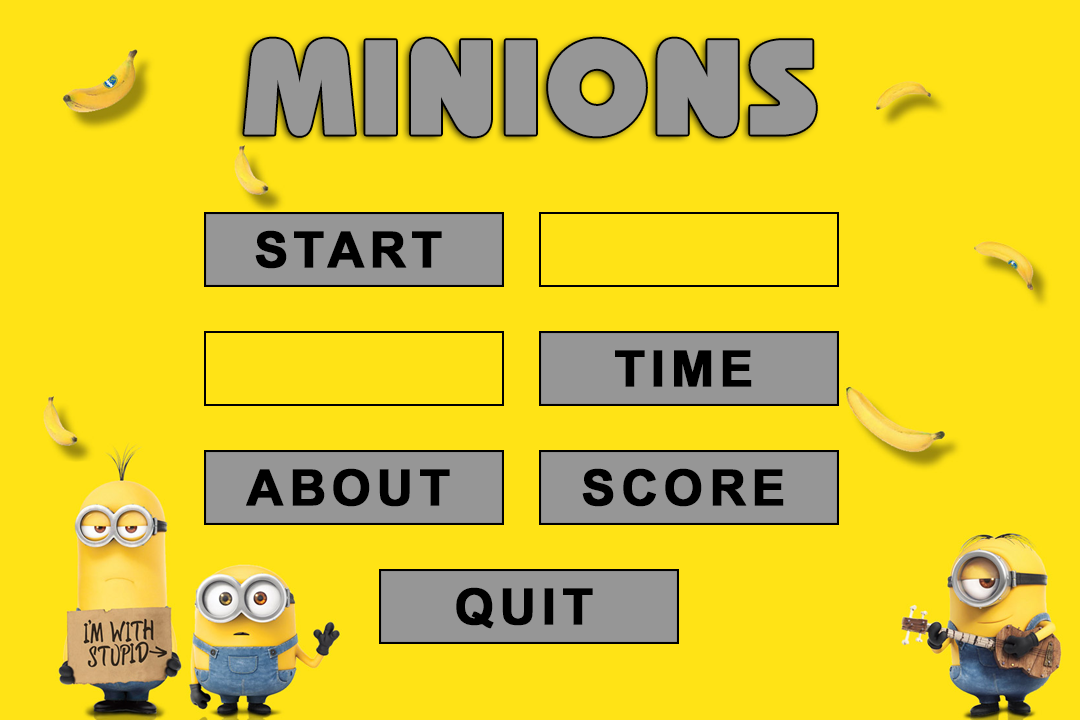 MINIONS
START
TIME
ABOUT
SCORE
QUIT
I'M WITH
STUPID→